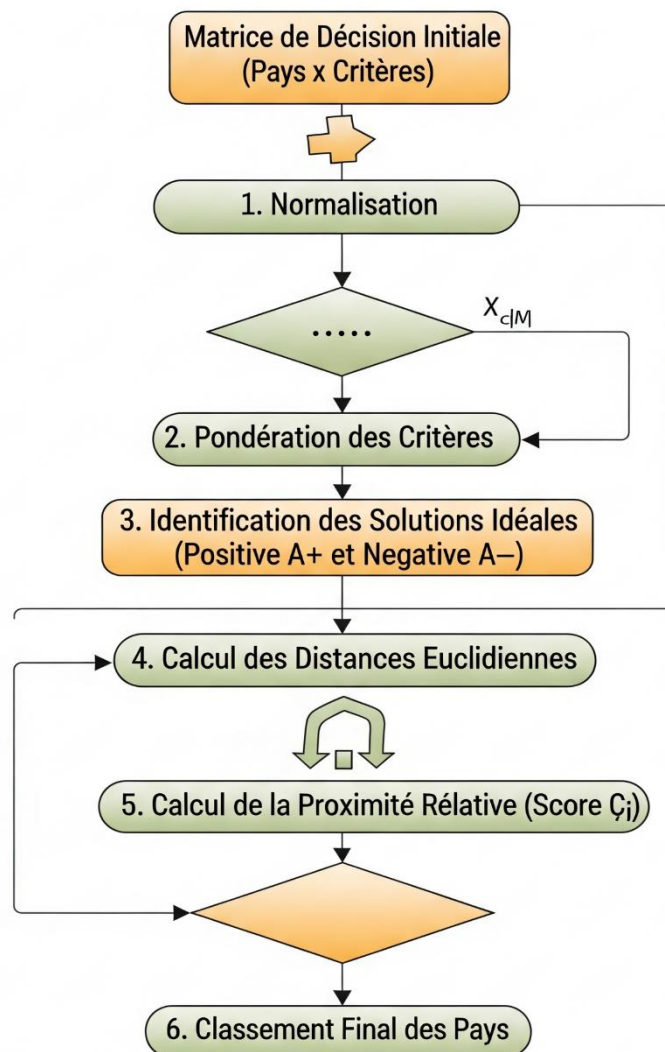 Matrice de Décision Initiale
(Pays x Critères)
1. Normalisation
.....
X_c|M|
2. Pondération des Critères
3. Identification des Solutions Idéales
(Positive A+ et Negative A–)
4. Calcul des Distances Euclidiennes
5. Calcul de la Proximité Rélative (Score Ç¡)
6. Classement Final des Pays